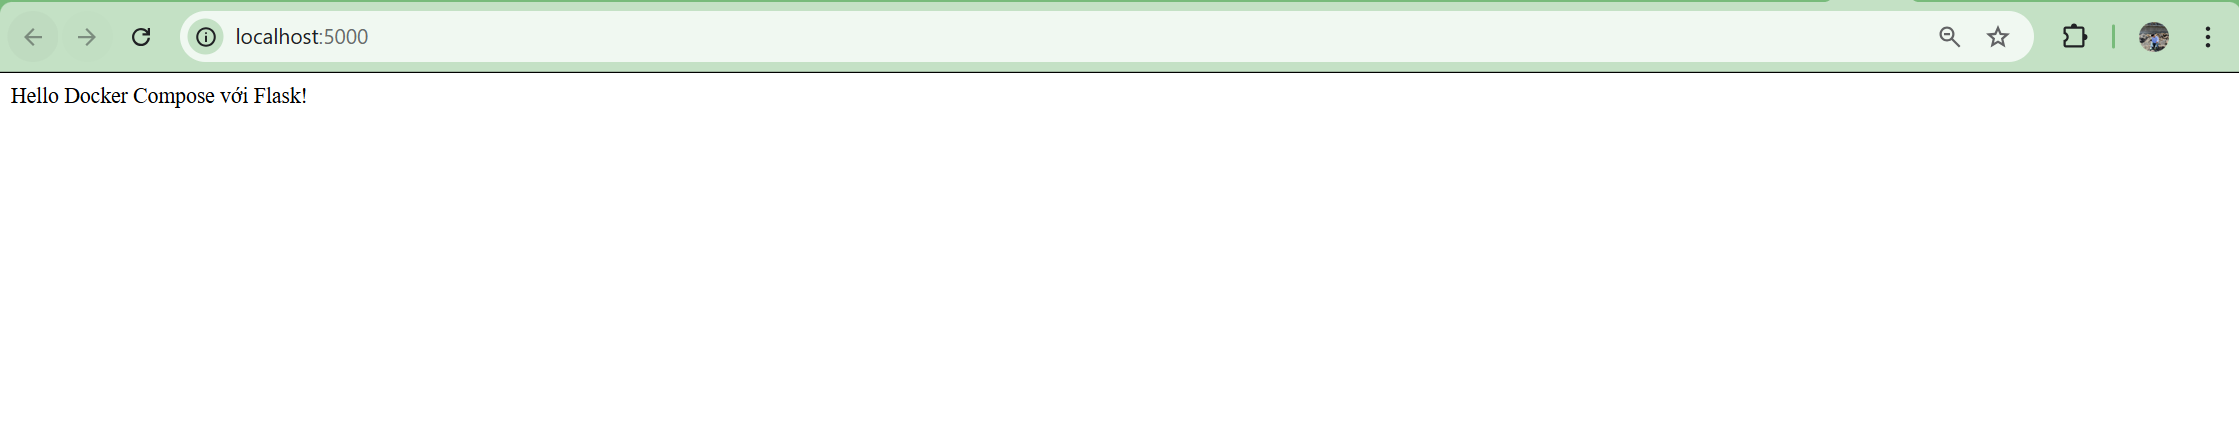 localhost:5000
Hello Docker Compose với Flask!